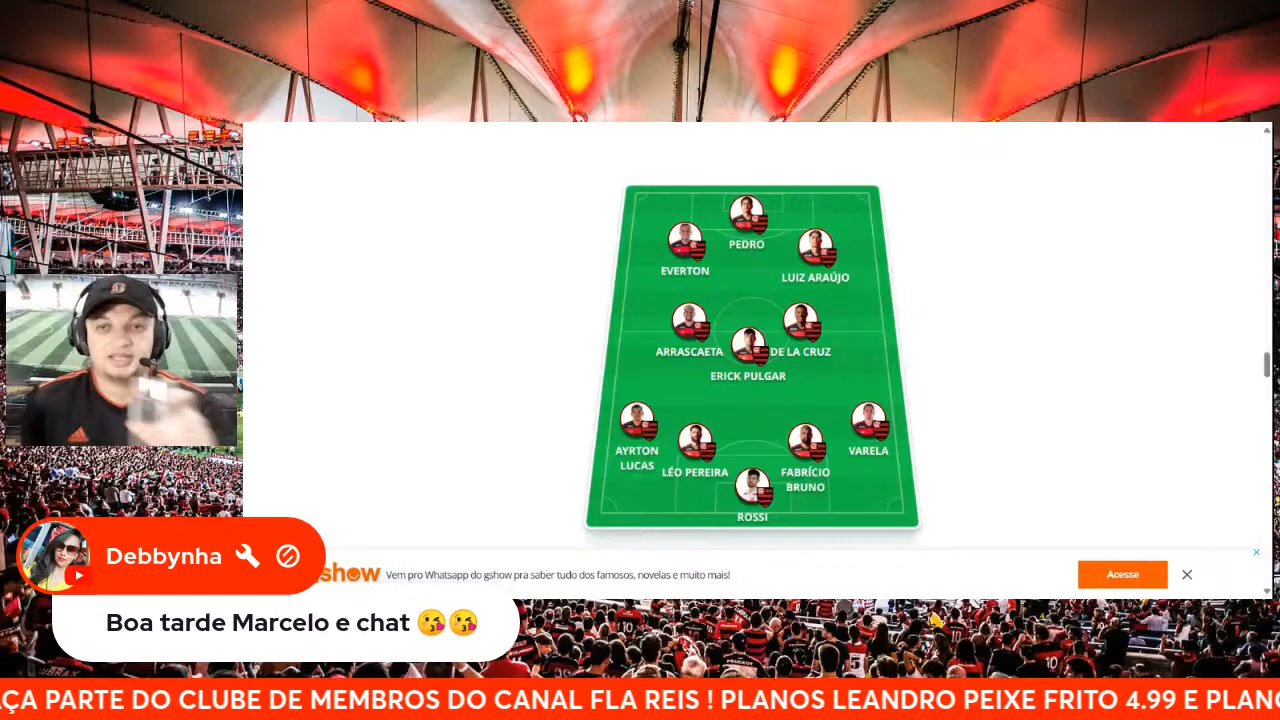 PEDRO
EVERTON
LUIZ ARAÚJO
ARRASCAETA
DE LA CRUZ
ERICK PULGAR
AYRTON
LUCAS
LÉO PEREIRA
FABRÍCIO
BRUNO
VARELA
ROSSI
show Vem pro Whatsapp do gshow pra saber tudo dos famosos, novelas e muito mais!
Acesse
Debbynha
Boa tarde Marcelo e chat 😘😘
ÇA PARTE DO CLUBE DE MEMBROS DO CANAL FLA REIS ! PLANOS LEANDRO PEIXE FRITO 4.99 E PLANO